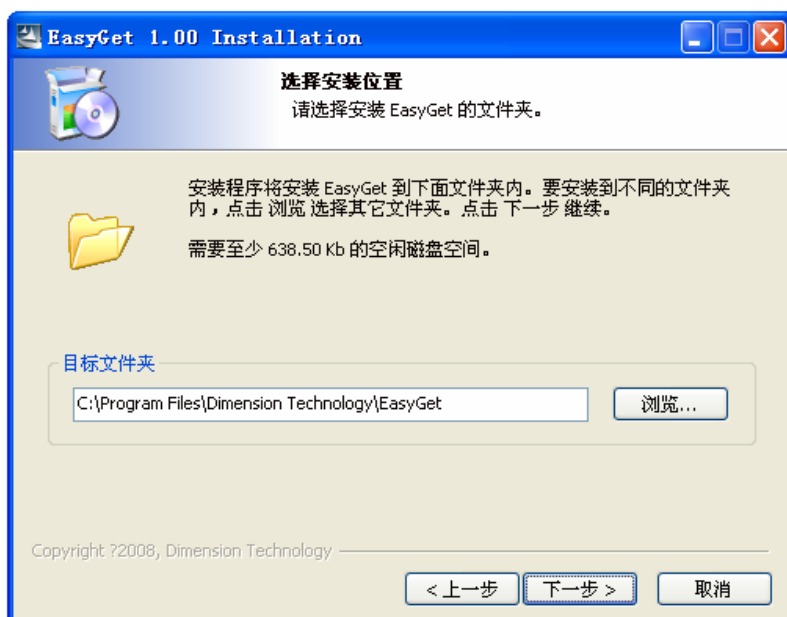 EasyGet 1.00 Installation
选择安装位置
请选择安装 EasyGet 的文件夹。
安装程序将安装 EasyGet 到下面文件夹内。要安装到不同的文件夹
内，点击 浏览 选择其它文件夹。点击 下一步 继续。
需要至少 638.50 Kb 的空闲磁盘空间。
目标文件夹
C:\Program Files\Dimension Technology\EasyGet
浏览...
Copyright ?2008, Dimension Technology
< 上一步
下一步 >
取消